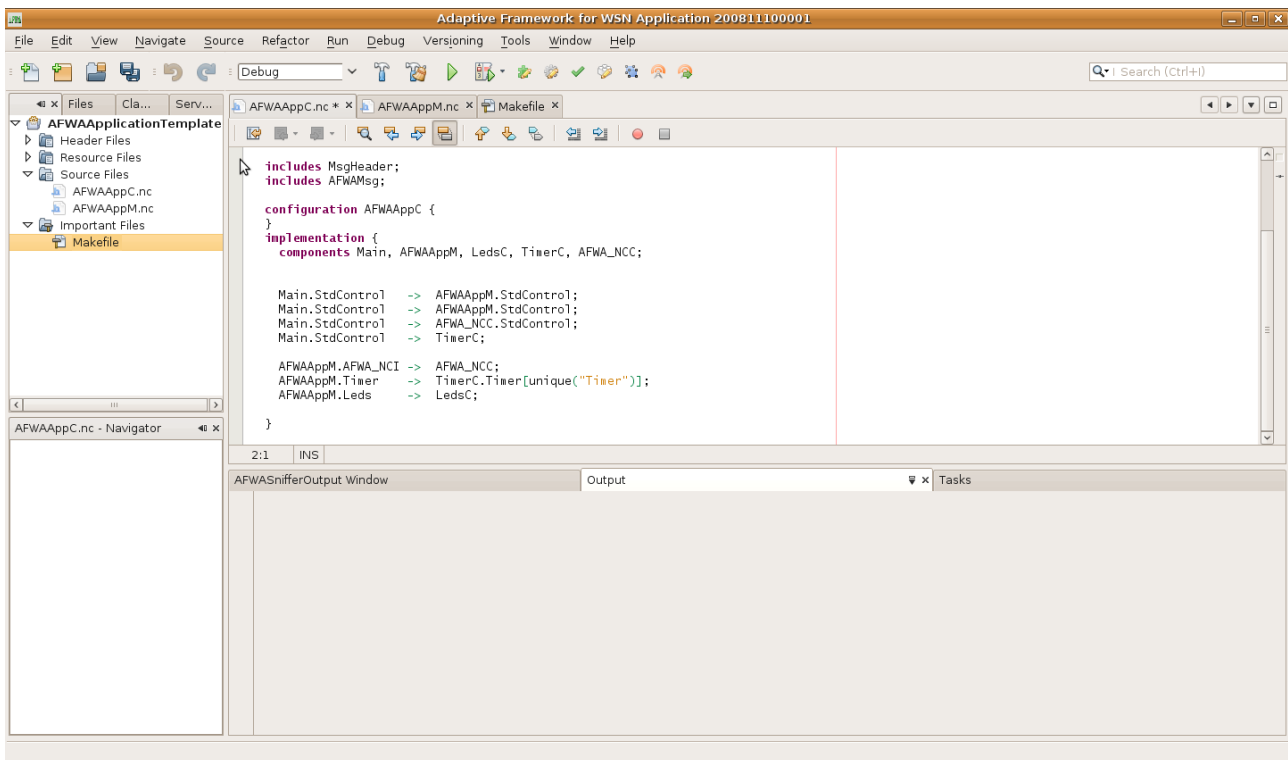 Adaptive Framework for WSN Application 200811100001
File Edit View Navigate Source Refactor Run Debug Versioning Tools Window Help
Debug
Search (Ctrl+I)
Files Cla... Serv...
AFWAApplicationTemplate
Header Files
Resource Files
Source Files
AFWAAppC.nc
AFWAAppM.nc
Important Files
Makefile
AFWAAppC.nc - Navigator
AFWAAppC.nc * AFWAAppM.nc Makefile
includes MsgHeader;
includes AFWAMsg;
configuration AFWAAppC {
}
implementation {
components Main, AFWAAppM, LedsC, TimerC, AFWA_NCC;
Main.StdControl -> AFWAAppM.StdControl;
Main.StdControl -> AFWAAppM.StdControl;
Main.StdControl -> AFWA_NCC.StdControl;
Main.StdControl -> TimerC;
AFWAAppM.AFWA_NCI -> AFWA_NCC;
AFWAAppM.Timer -> TimerC.Timer[unique("Timer")];
AFWAAppM.Leds -> LedsC;
}
2:1 INS
AFWASnifferOutput Window Output Tasks